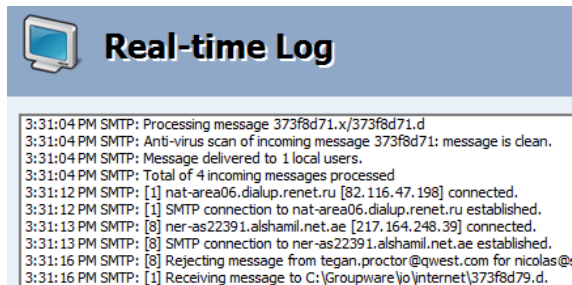 Real-time Log
3:31:04 PM SMTP: Processing message 373f8d71.x/373f8d71.d
3:31:04 PM SMTP: Anti-virus scan of incoming message 373f8d71: message is clean.
3:31:04 PM SMTP: Message delivered to 1 local users.
3:31:04 PM SMTP: Total of 4 incoming messages processed
3:31:12 PM SMTP: [1] nat-area06.dialup.renet.ru [82.116.47.198] connected.
3:31:12 PM SMTP: [1] SMTP connection to nat-area06.dialup.renet.ru established.
3:31:13 PM SMTP: [8] ner-as22391.alshamil.net.ae [217.164.248.39] connected.
3:31:13 PM SMTP: [8] SMTP connection to ner-as22391.alshamil.net.ae established.
3:31:16 PM SMTP: [8] Rejecting message from tegan.proctor@qwest.com for nicolas@s
3:31:16 PM SMTP: [1] Receiving message to C:\Groupware\io\nternet\373f8d79.d.